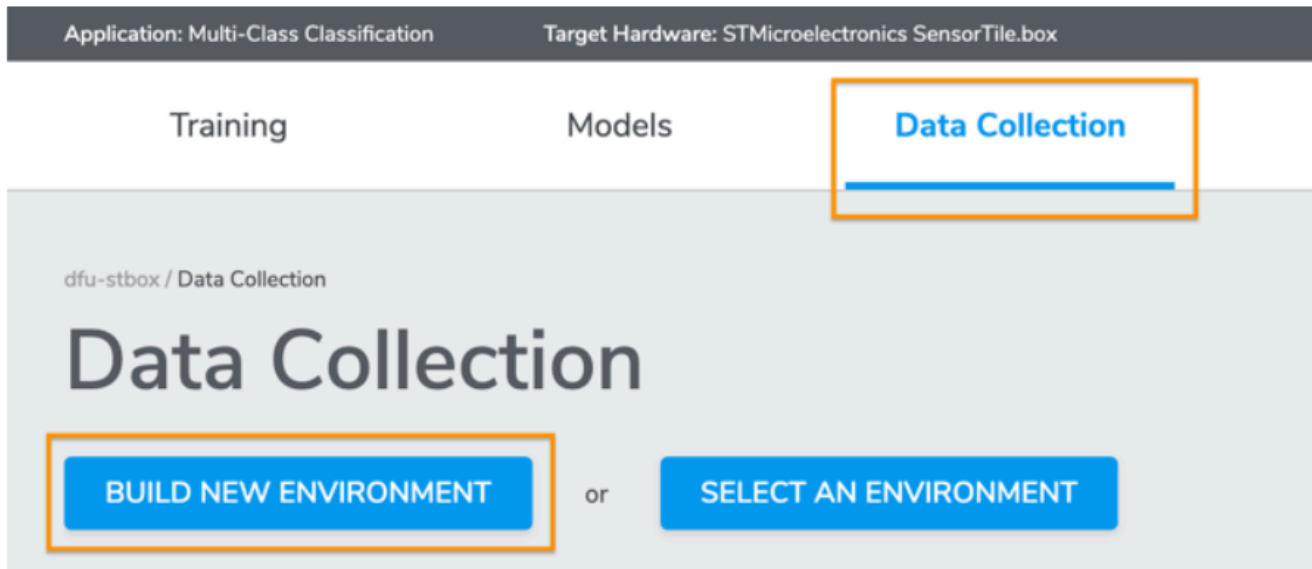 Application: Multi-Class Classification Target Hardware: STMicroelectronics SensorTile.box
Training Models Data Collection
dfu-stbox / Data Collection
Data Collection
BUILD NEW ENVIRONMENT or SELECT AN ENVIRONMENT